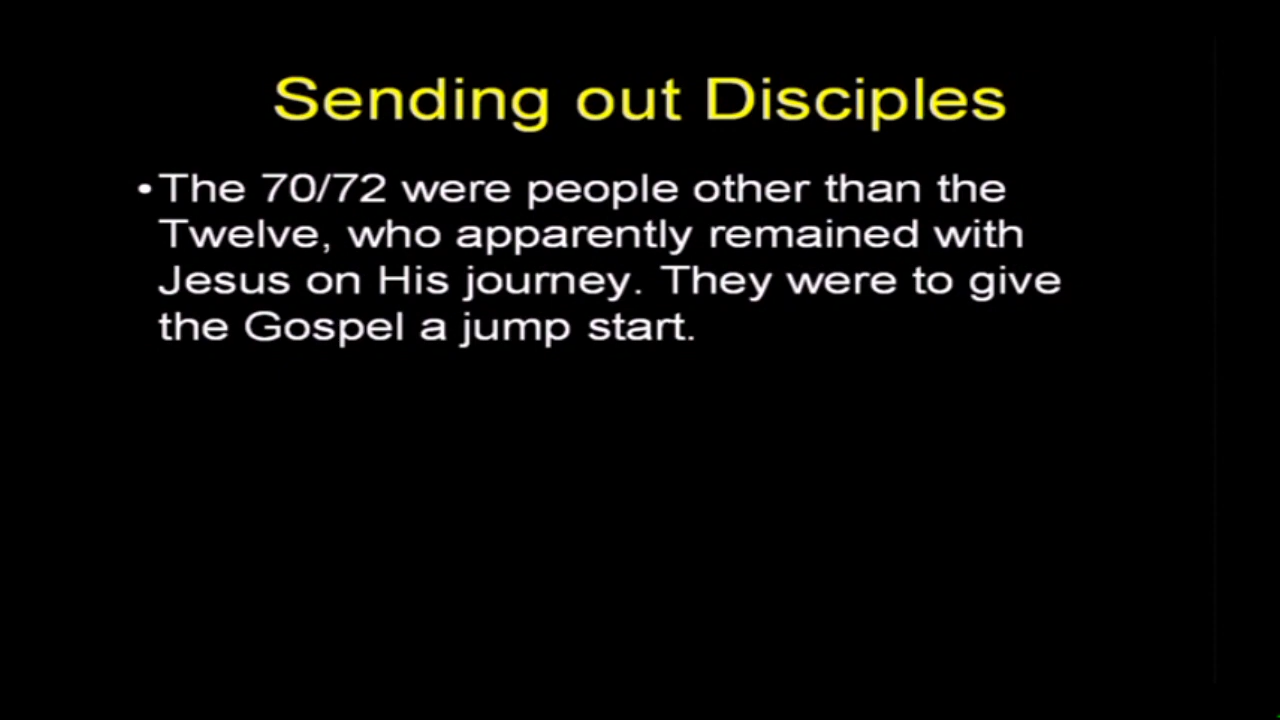 Sending out Disciples
•The 70/72 were people other than the
Twelve, who apparently remained with
Jesus on His journey. They were to give
the Gospel a jump start.